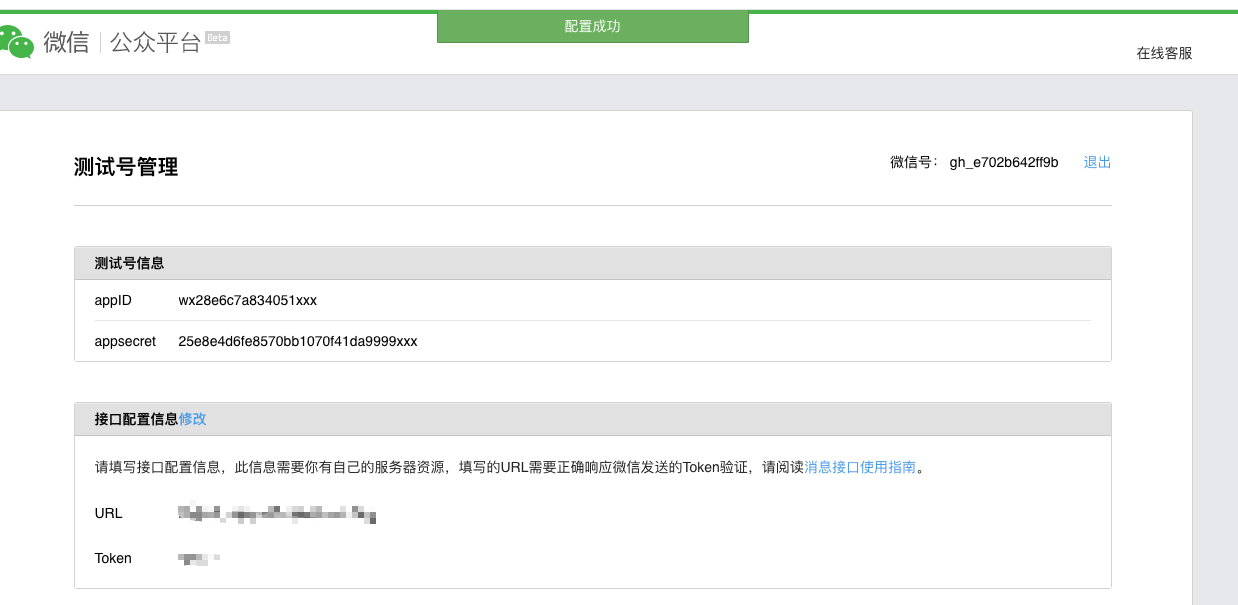 配置成功
微信 | 公众平台 Beta
在线客服
测试号管理
微信号： gh_e702b642ff9b 退出
测试号信息
appID wx28e6c7a834051xxx
appsecret 25e8e4d6fe8570bb1070f41da9999xxx
接口配置信息修改
请填写接口配置信息，此信息需要你有自己的服务器资源，填写的URL需要正确响应微信发送的Token验证，请阅读消息接口使用指南。
URL
Token